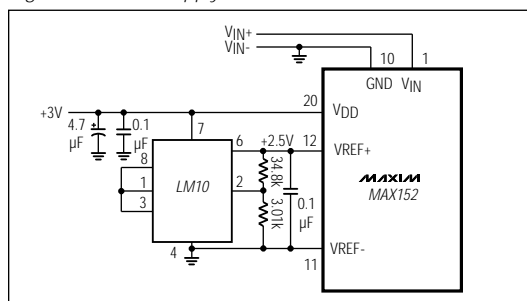 VIN+
VIN-
10 1
GND VIN
+3V
20 VDD
4.7 µF
0.1 µF
7
6 +2.5V 12 VREF+
8
1
3
LM10
2
34.8k
3.01k
0.1 µF
MAXIM
MAX152
4
VREF-
11